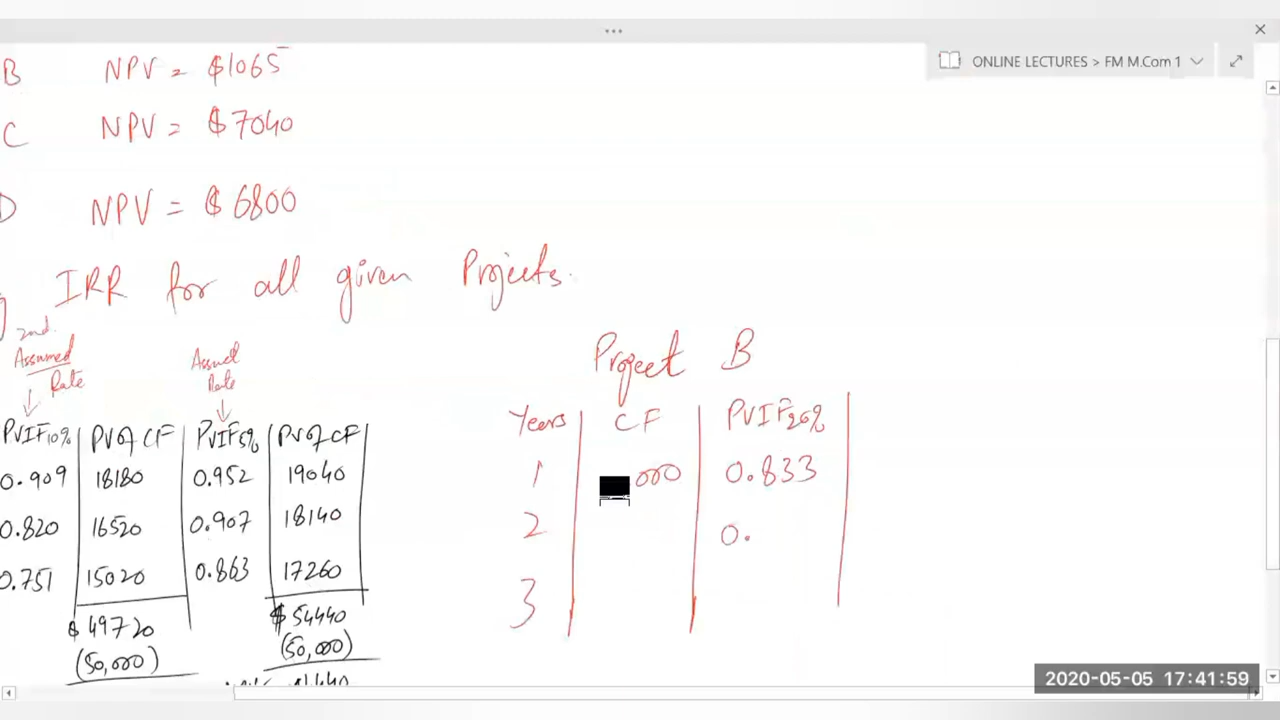 ONLINE LECTURES > FM M.Com 1
B NPV = $1065
C NPV = $7040
D NPV = $6800
IRR for all given Projects.
2nd
Assumed Rate
Assumed Rate
PVIF10% PV of CF PVIF5% PV of CF
0.909 18180 0.952 19040
0.820 16520 0.907 18140
0.751 15020 0.863 17260
$49720 $54440
(50,000) (50,000)
Project B
Years CF PVIF20%
1 000 0.833
2 0.
3
2020-05-05 17:41:59